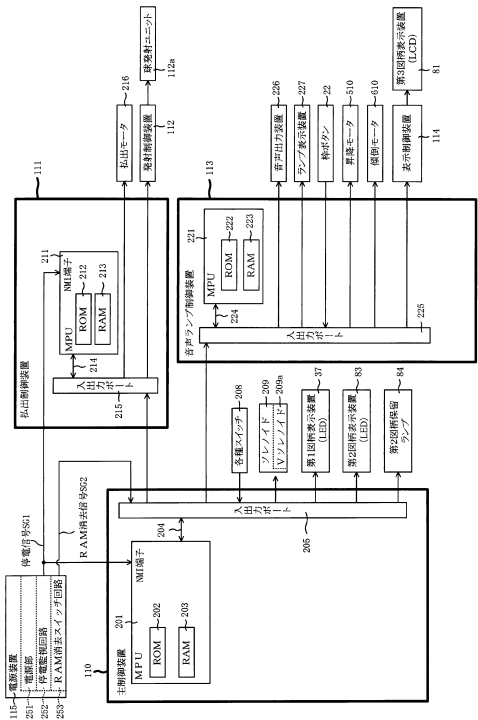 電源装置
電源部
停電監視回路
RAM消去スイッチ回路
115
251
252
253
停電信号SG1
RAM消去信号SG2
110
主制御装置
201
MPU
NMI端子
ROM
202
RAM
203
204
入出力ポート
205
各種スイッチ
208
ソレノイド
209
Vソレノイド
209a
第1図柄表示装置
(LED)
37
第2図柄表示装置
(LED)
83
第2図柄保留
ランプ
84
111
払出制御装置
211
MPU
NMI端子
ROM
212
RAM
213
214
入出力ポート
215
払出モータ
216
発射制御装置
112
球発射ユニット
112a
113
音声ランプ制御装置
221
MPU
ROM
222
RAM
223
224
入出力ポート
225
音声出力装置
226
ランプ表示装置
227
枠ボタン
22
昇降モータ
510
傾倒モータ
610
表示制御装置
114
第3図柄表示装置
(LCD)
81